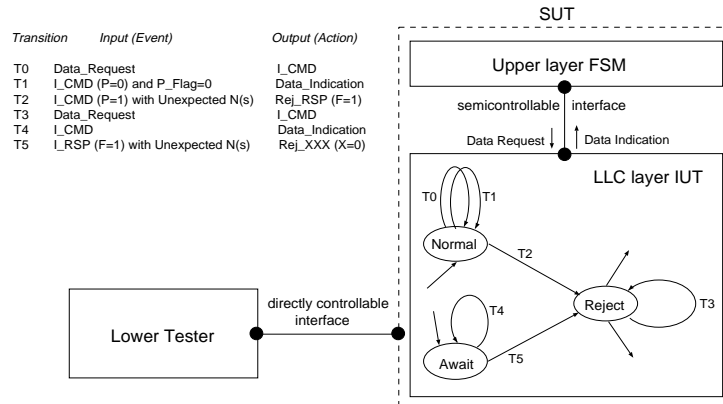 SUT
Transition Input (Event) Output (Action)
T0 Data_Request I_CMD
T1 I_CMD (P=0) and P_Flag=0 Data_Indication
T2 I_CMD (P=1) with Unexpected N(s) Rej_RSP (F=1)
T3 Data_Request I_CMD
T4 I_CMD Data_Indication
T5 I_RSP (F=1) with Unexpected N(s) Rej_XXX (X=0)
Upper layer FSM
semicontrollable interface
Data Request Data Indication
LLC layer IUT
T0 T1
Normal
T2
Reject
T3
T4
Await
T5
directly controllable
interface
Lower Tester